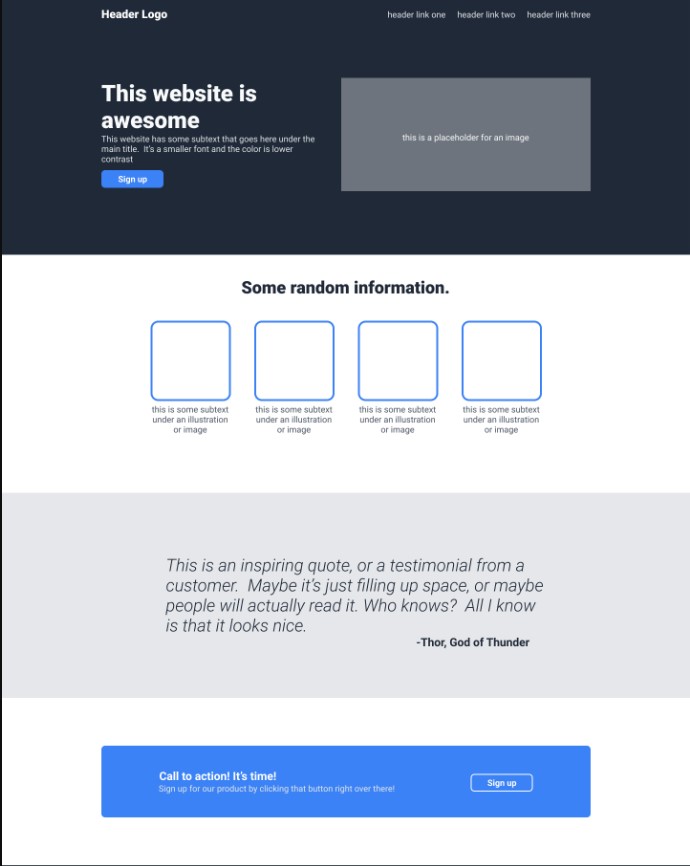 Header Logo
header link one
header link two
header link three
This website is
awesome
This website has some subtext that goes here under the
main title.  It's a smaller font and the color is lower
contrast
Sign up
this is a placeholder for an image
Some random information.
this is some subtext
under an illustration
or image
this is some subtext
under an illustration
or image
this is some subtext
under an illustration
or image
this is some subtext
under an illustration
or image
This is an inspiring quote, or a testimonial from a
customer.  Maybe it's just filling up space, or maybe
people will actually read it. Who knows?  All I know
is that it looks nice.
-Thor, God of Thunder
Call to action! It's time!
Sign up for our product by clicking that button right over there!
Sign up